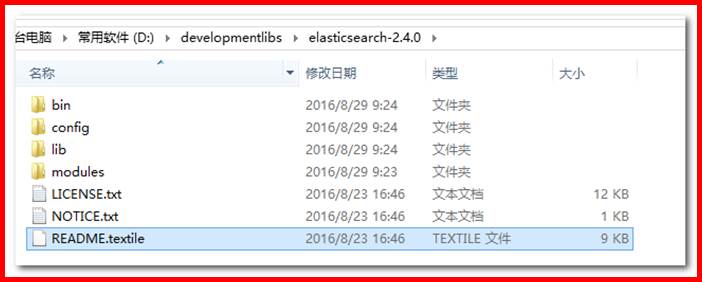 台电脑 常用软件 (D:) developmentlibs elasticsearch-2.4.0
名称 修改日期 类型 大小
bin 2016/8/29 9:24 文件夹
config 2016/8/29 9:24 文件夹
lib 2016/8/29 9:24 文件夹
modules 2016/8/29 9:23 文件夹
LICENSE.txt 2016/8/23 16:46 文本文档 12 KB
NOTICE.txt 2016/8/23 16:46 文本文档 1 KB
README.textile 2016/8/23 16:46 TEXTILE 文件 9 KB